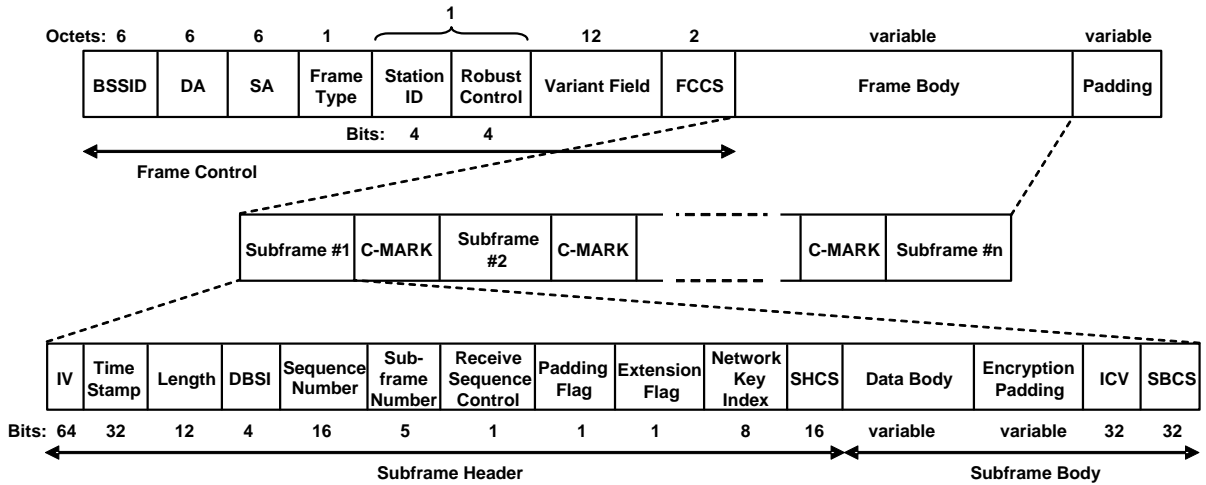 1
Octets: 6 6 6 1 12 2 variable variable
BSSID DA SA Frame Type Station ID Robust Control Variant Field FCCS Frame Body Padding
Bits: 4 4
Frame Control
Subframe #1 C-MARK Subframe #2 C-MARK C-MARK Subframe #n
IV Time Stamp Length DBSI Sequence Number Sub-frame Number Receive Sequence Control Padding Flag Extension Flag Network Key Index SHCS Data Body Encryption Padding ICV SBCS
Bits: 64 32 12 4 16 5 1 1 1 8 16 variable variable 32 32
Subframe Header Subframe Body